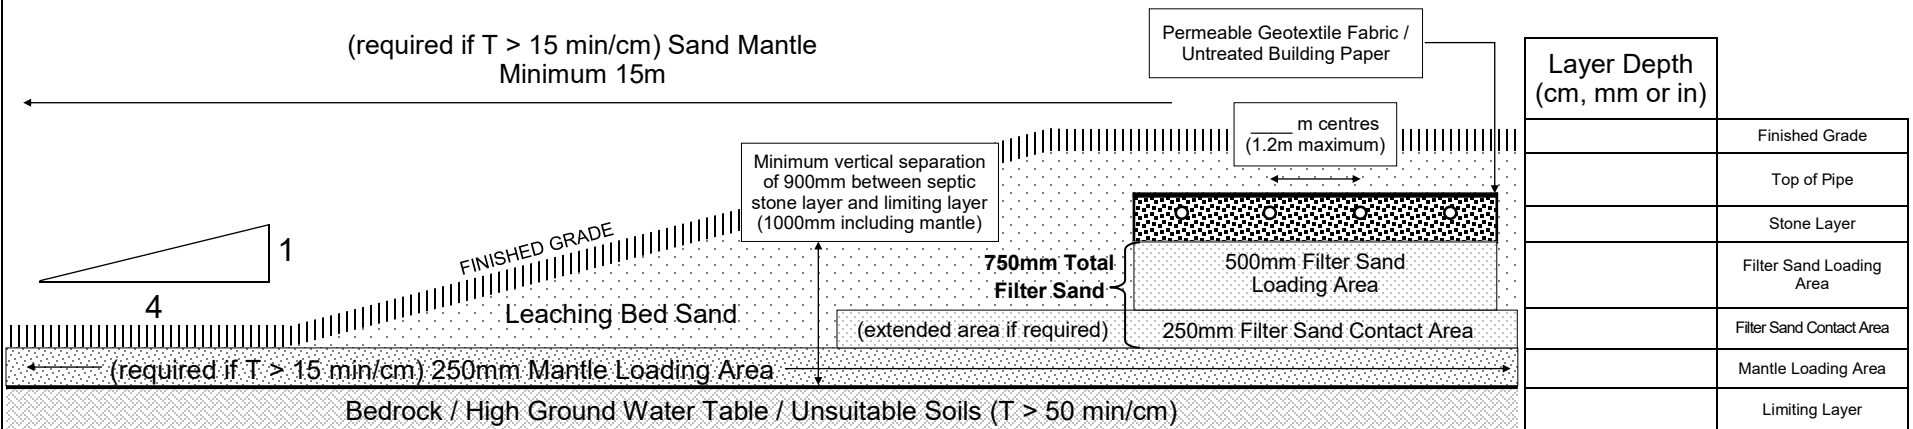 (required if T > 15 min/cm) Sand Mantle
Minimum 15m
Permeable Geotextile Fabric /
Untreated Building Paper
____ m centres
(1.2m maximum)
Minimum vertical separation
of 900mm between septic
stone layer and limiting layer
(1000mm including mantle)
1
4
FINISHED GRADE
Leaching Bed Sand
750mm Total
Filter Sand
500mm Filter Sand
Loading Area
(extended area if required)
250mm Filter Sand Contact Area
(required if T > 15 min/cm) 250mm Mantle Loading Area
Bedrock / High Ground Water Table / Unsuitable Soils (T > 50 min/cm)
Layer Depth
(cm, mm or in)
Finished Grade
Top of Pipe
Stone Layer
Filter Sand Loading
Area
Filter Sand Contact Area
Mantle Loading Area
Limiting Layer